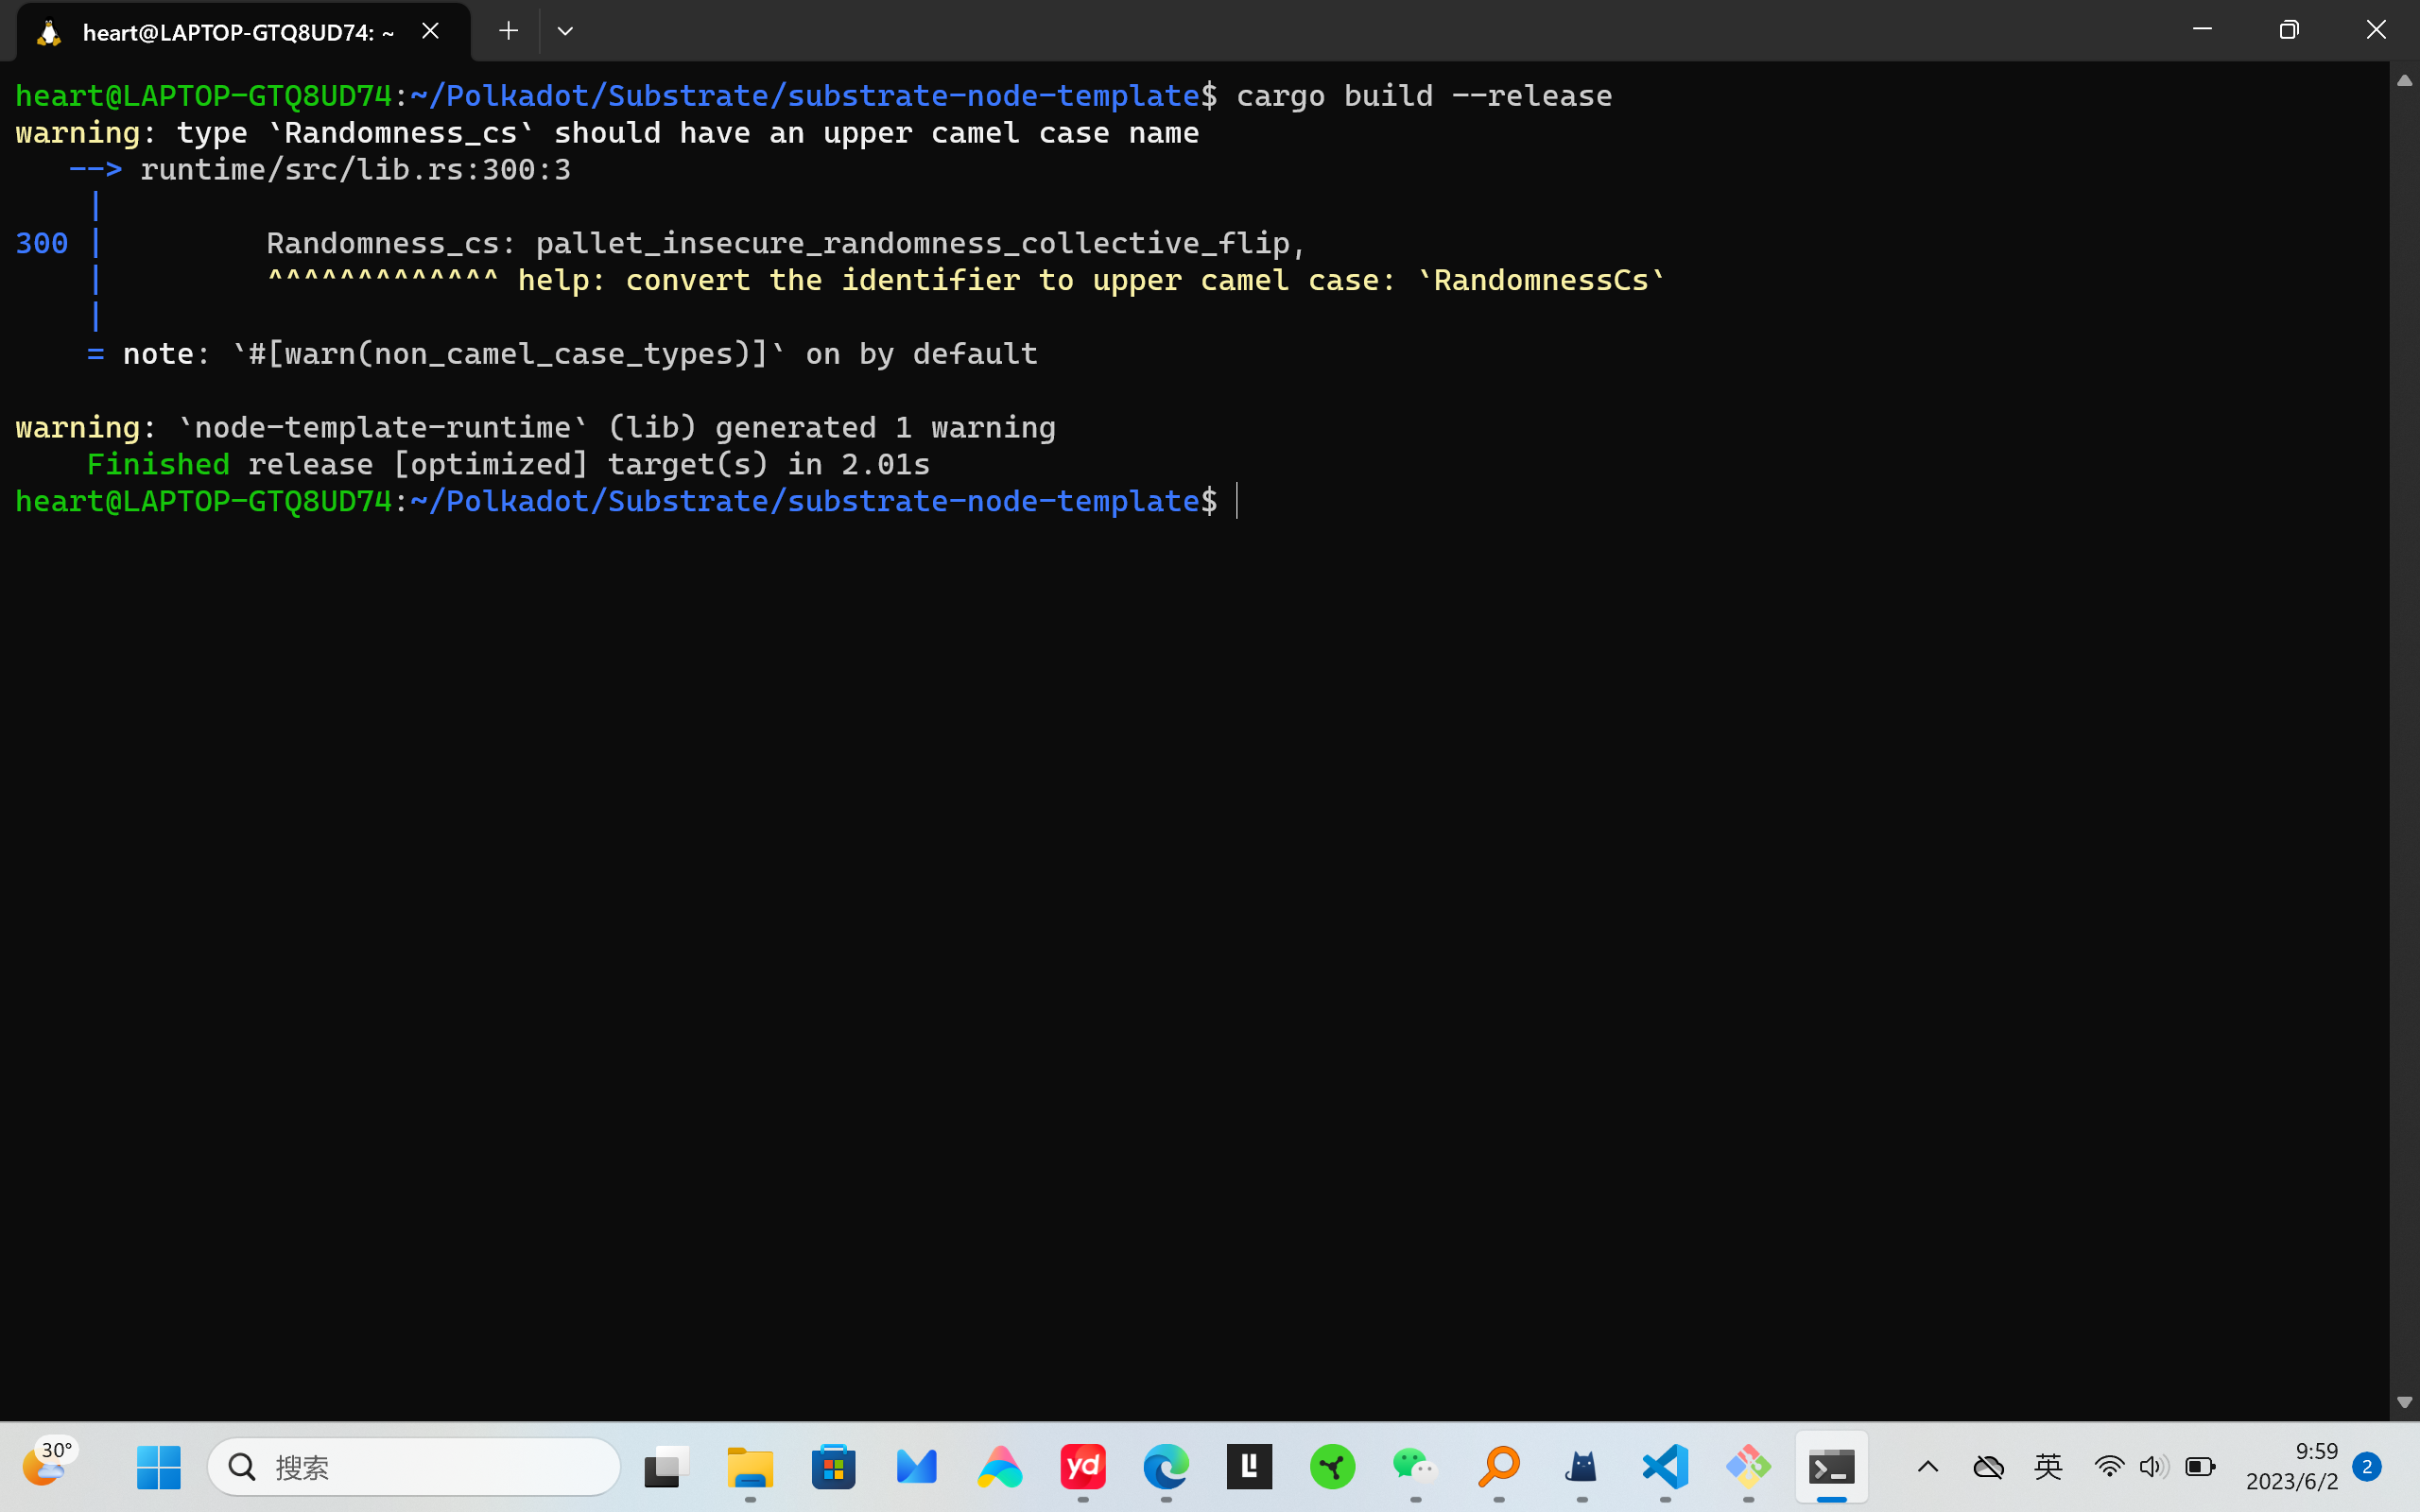 heart@LAPTOP-GTQ8UD74: ~
heart@LAPTOP-GTQ8UD74:~/Polkadot/Substrate/substrate-node-template$ cargo build --release
warning: type `Randomness_cs` should have an upper camel case name
   --> runtime/src/lib.rs:300:3
    |
300 |         Randomness_cs: pallet_insecure_randomness_collective_flip,
    |         ^^^^^^^^^^^^^ help: convert the identifier to upper camel case: `RandomnessCs`
    |
    = note: `#[warn(non_camel_case_types)]` on by default
warning: `node-template-runtime` (lib) generated 1 warning
    Finished release [optimized] target(s) in 2.01s
heart@LAPTOP-GTQ8UD74:~/Polkadot/Substrate/substrate-node-template$
30°
搜索
yd
英
9:59
2023/6/2
2